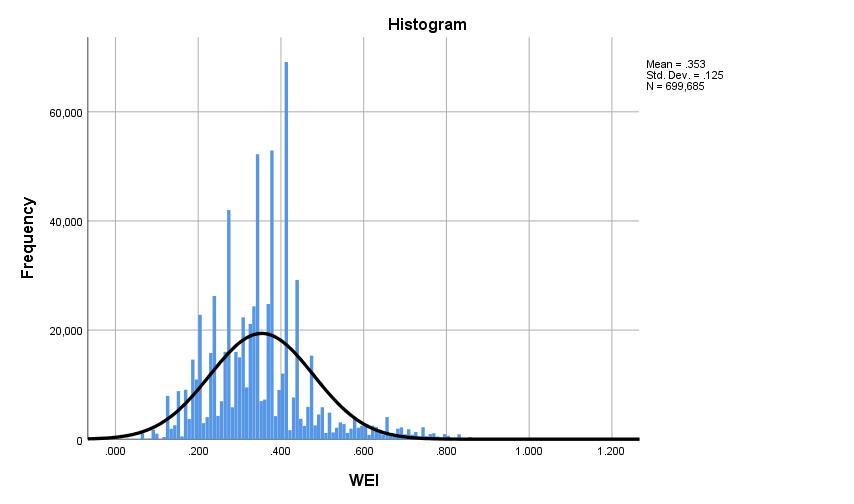 Histogram
Mean = .353
Std. Dev. = .125
N = 699,685
60,000
40,000
20,000
0
Frequency
.000 .200 .400 .600 .800 1.000 1.200
WEI